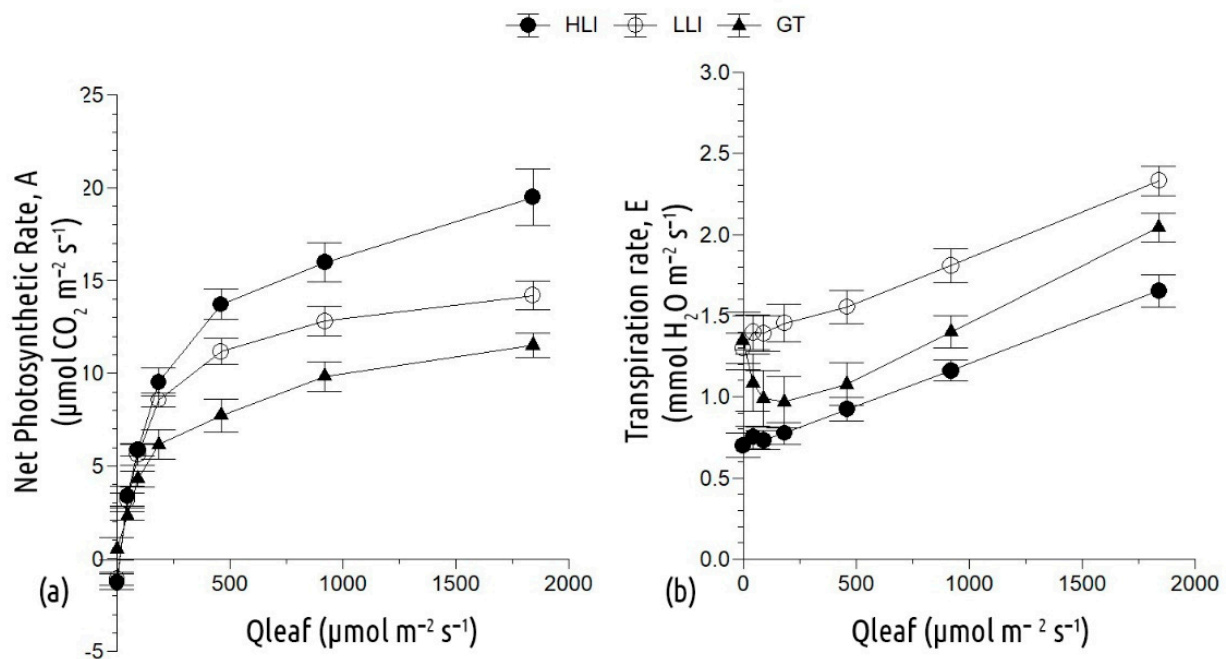 HLI LLI GT
25
20
15
10
5
0
-5
Net Photosynthetic Rate, A
(µmol CO₂ m⁻² s⁻¹)
0 500 1000 1500 2000
(a)
Qleaf (µmol m⁻² s⁻¹)
3.0
2.5
2.0
1.5
1.0
0.5
0.0
Transpiration rate, E
(mmol H₂O m⁻² s⁻¹)
0 500 1000 1500 2000
(b)
Qleaf (µmol m⁻ ² s⁻¹)